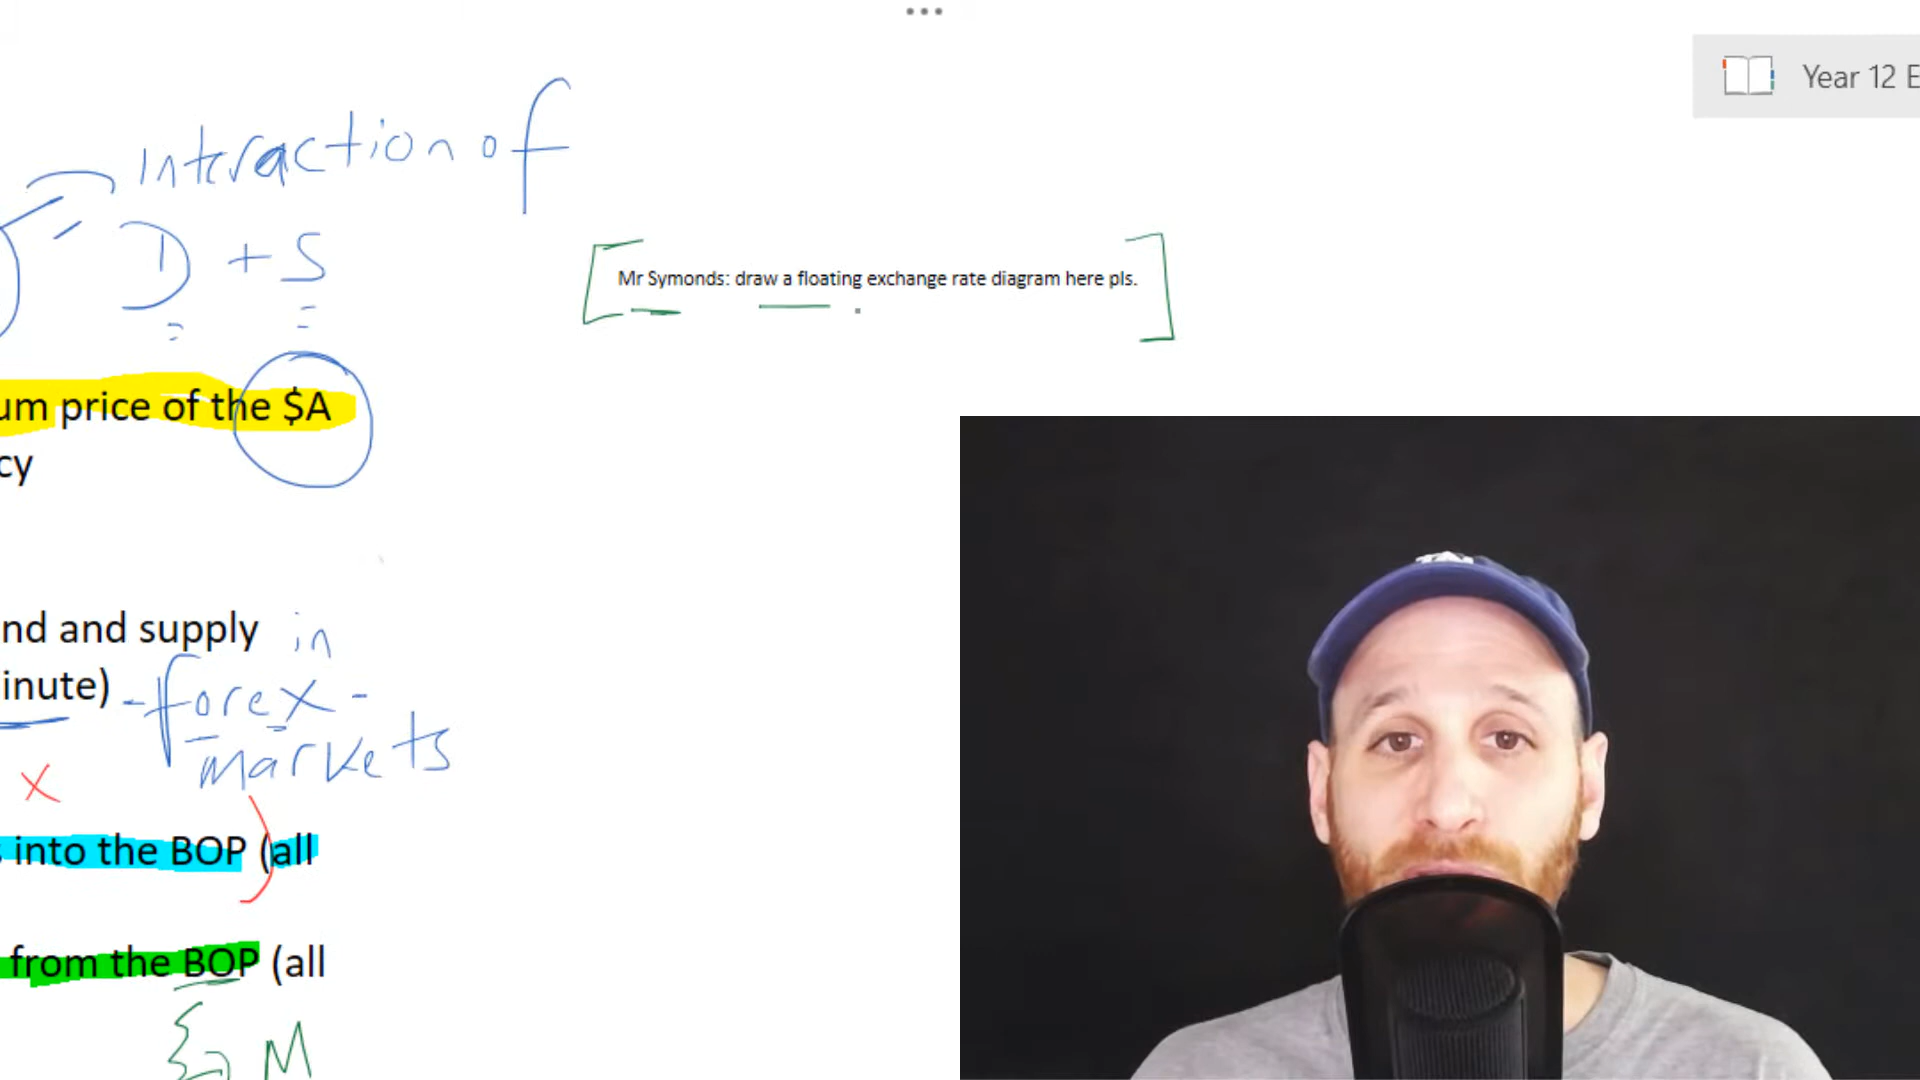 Year 12 E
Interaction of
D + S
Mr Symonds: draw a floating exchange rate diagram here pls.
um price of the $A
cy
nd and supply in
inute) - forex -
markets
X
s into the BOP (all
from the BOP (all
M